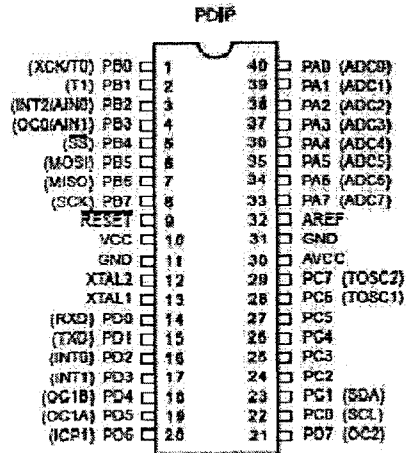 PDIP
(XCK/T0) PB0 1 40 PA0 (ADC0)
(T1) PB1 2 39 PA1 (ADC1)
(INT2/AIN0) PB2 3 38 PA2 (ADC2)
(OC0/AIN1) PB3 4 37 PA3 (ADC3)
(SS) PB4 5 36 PA4 (ADC4)
(MOSI) PB5 6 35 PA5 (ADC5)
(MISO) PB6 7 34 PA6 (ADC6)
(SCK) PB7 8 33 PA7 (ADC7)
RESET 9 32 AREF
VCC 10 31 GND
GND 11 30 AVCC
XTAL2 12 29 PC7 (TOSC2)
XTAL1 13 28 PC6 (TOSC1)
(RXD) PD0 14 27 PC5
(TXD) PD1 15 26 PC4
(INT0) PD2 16 25 PC3
(INT1) PD3 17 24 PC2
(OC1B) PD4 18 23 PC1 (SDA)
(OC1A) PD5 19 22 PC0 (SCL)
(ICP1) PD6 20 21 PD7 (OC2)